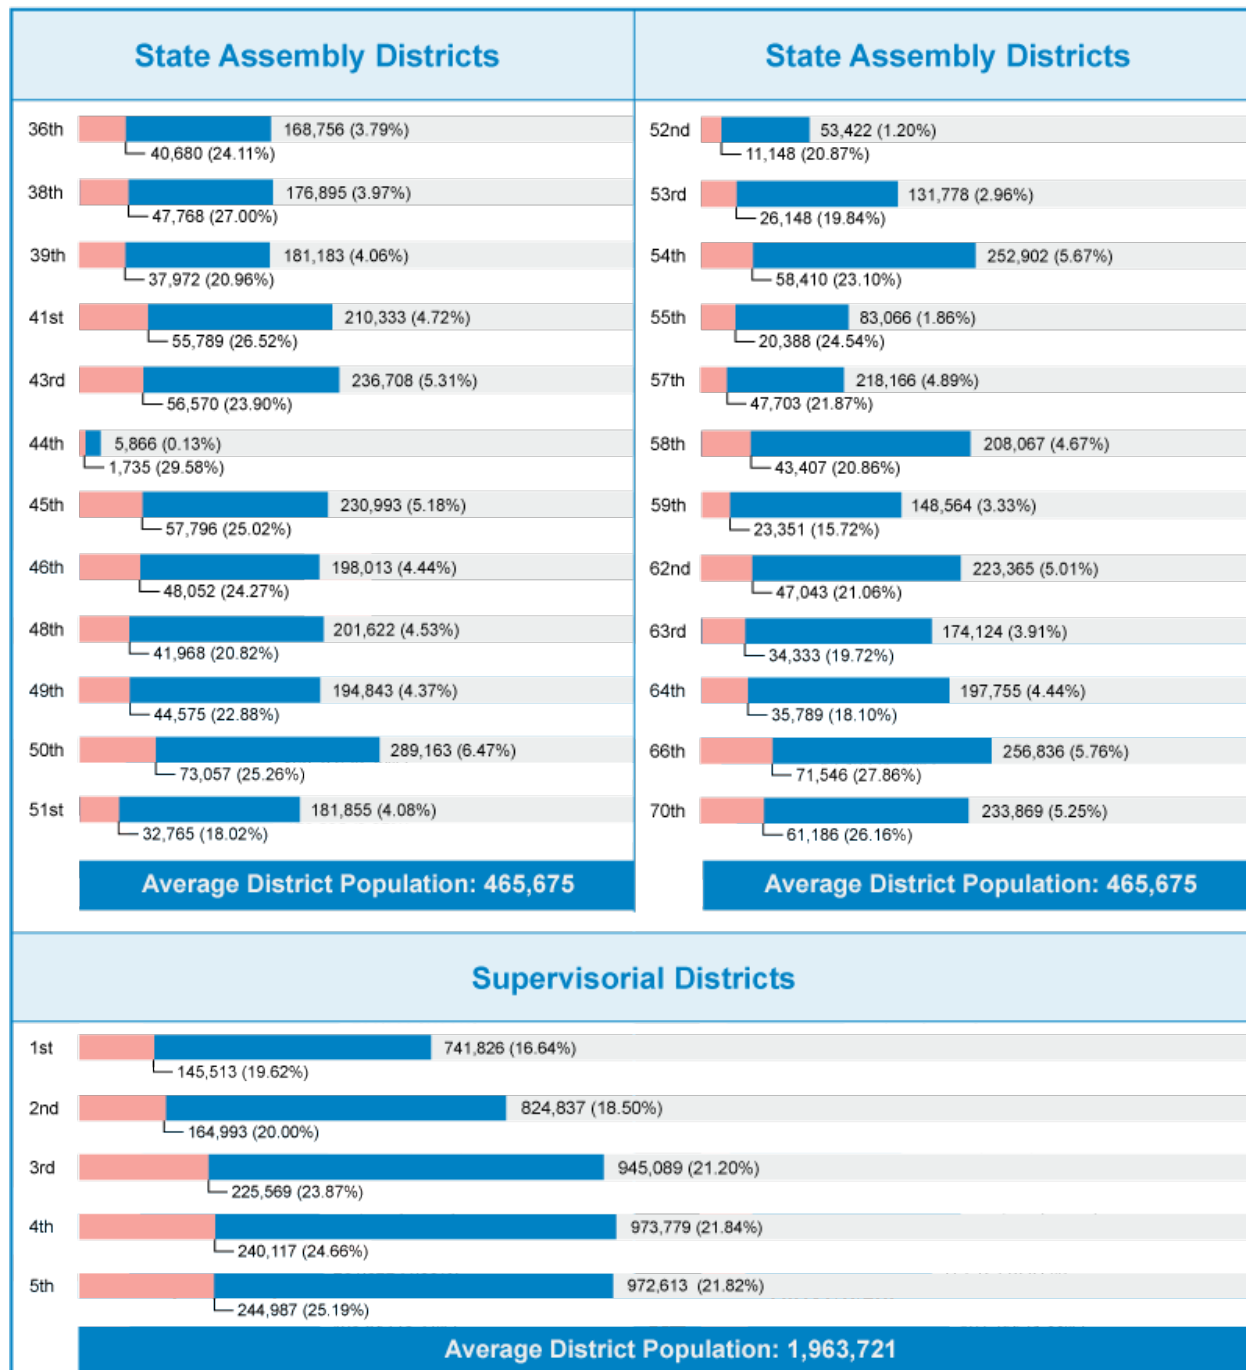 State Assembly Districts
36th 168,756 (3.79%)
40,680 (24.11%)
38th 176,895 (3.97%)
47,768 (27.00%)
39th 181,183 (4.06%)
37,972 (20.96%)
41st 210,333 (4.72%)
55,789 (26.52%)
43rd 236,708 (5.31%)
56,570 (23.90%)
44th 5,866 (0.13%)
1,735 (29.58%)
45th 230,993 (5.18%)
57,796 (25.02%)
46th 198,013 (4.44%)
48,052 (24.27%)
48th 201,622 (4.53%)
41,968 (20.82%)
49th 194,843 (4.37%)
44,575 (22.88%)
50th 289,163 (6.47%)
73,057 (25.26%)
51st 181,855 (4.08%)
32,765 (18.02%)
Average District Population: 465,675
State Assembly Districts
52nd 53,422 (1.20%)
11,148 (20.87%)
53rd 131,778 (2.96%)
26,148 (19.84%)
54th 252,902 (5.67%)
58,410 (23.10%)
55th 83,066 (1.86%)
20,388 (24.54%)
57th 218,166 (4.89%)
47,703 (21.87%)
58th 208,067 (4.67%)
43,407 (20.86%)
59th 148,564 (3.33%)
23,351 (15.72%)
62nd 223,365 (5.01%)
47,043 (21.06%)
63rd 174,124 (3.91%)
34,333 (19.72%)
64th 197,755 (4.44%)
35,789 (18.10%)
66th 256,836 (5.76%)
71,546 (27.86%)
70th 233,869 (5.25%)
61,186 (26.16%)
Average District Population: 465,675
Supervisorial Districts
1st 741,826 (16.64%)
145,513 (19.62%)
2nd 824,837 (18.50%)
164,993 (20.00%)
3rd 945,089 (21.20%)
225,569 (23.87%)
4th 973,779 (21.84%)
240,117 (24.66%)
5th 972,613 (21.82%)
244,987 (25.19%)
Average District Population: 1,963,721